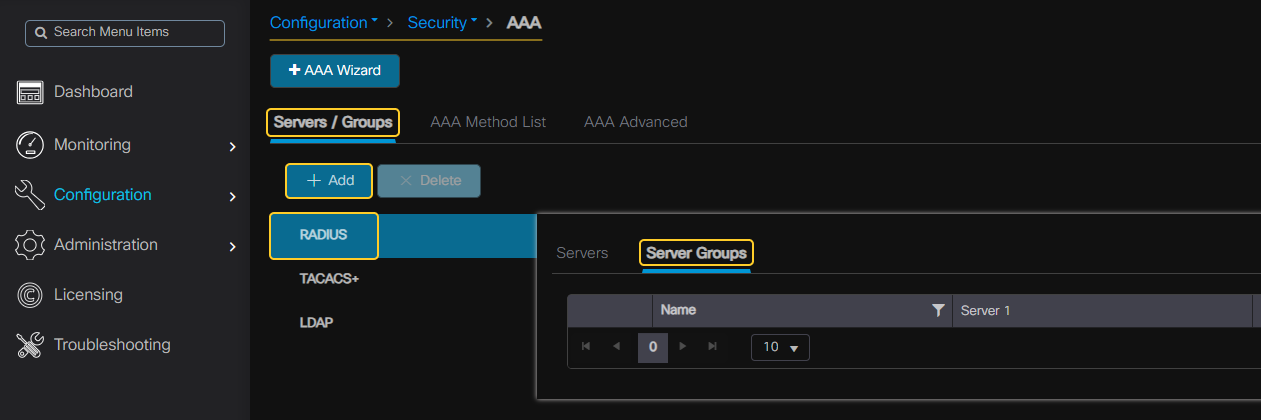 Search Menu Items
Dashboard
Monitoring
Configuration
Administration
Licensing
Troubleshooting
Configuration > Security > AAA
+ AAA Wizard
Servers / Groups AAA Method List AAA Advanced
+ Add × Delete
RADIUS
TACACS+
LDAP
Servers Server Groups
Name Server 1
0 10